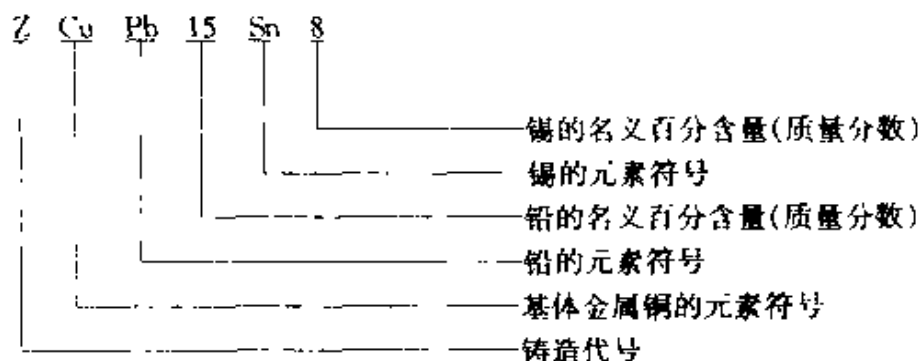 Z Cu Pb 15 Sn 8
锡的名义百分含量(质量分数)
锡的元素符号
铅的名义百分含量(质量分数)
铅的元素符号
基体金属铜的元素符号
铸造代号